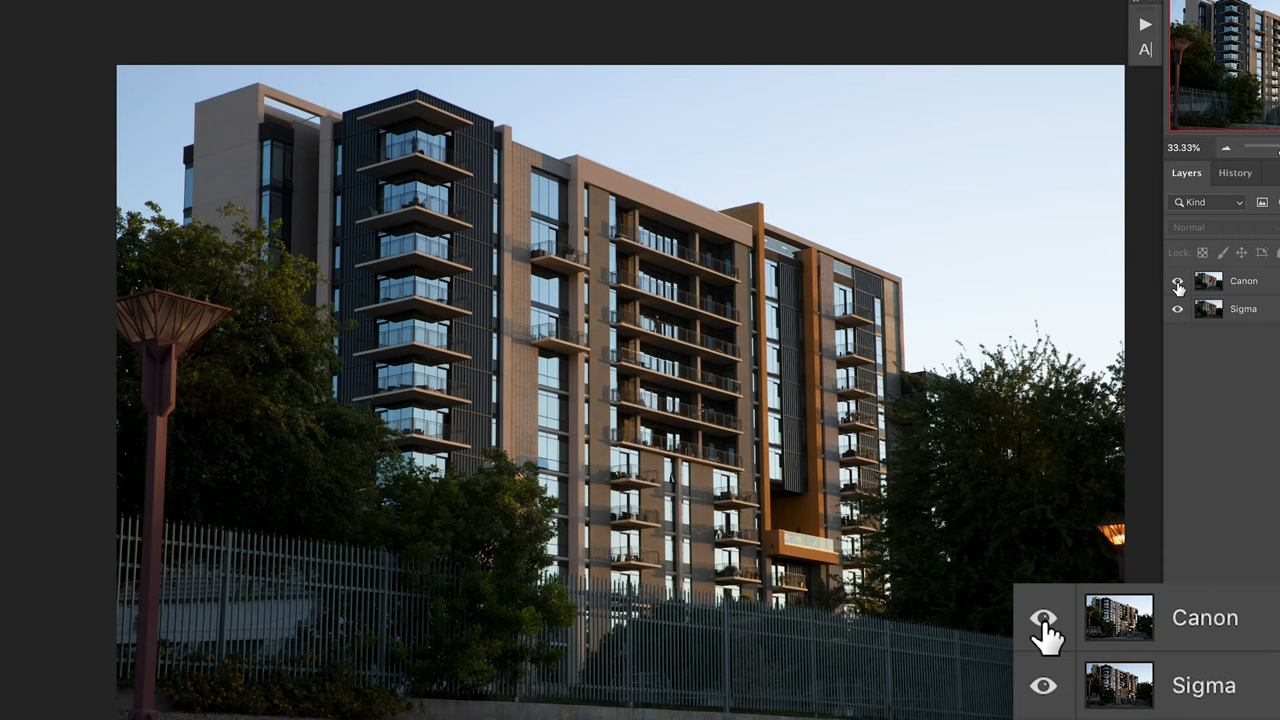 A|
33.33%
Layers History
Kind
Normal
Lock:
Canon
Sigma
Canon
Sigma